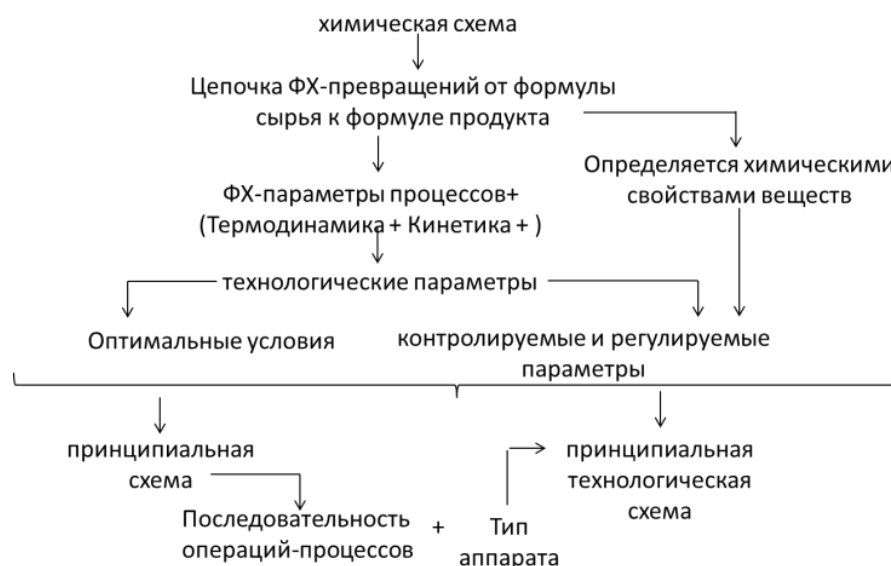 химическая схема
Цепочка ФХ-превращений от формулы
сырья к формуле продукта
Определяется химическими
свойствами веществ
ФХ-параметры процессов+
(Термодинамика + Кинетика + )
технологические параметры
Оптимальные условия
контролируемые и регулируемые
параметры
принципиальная
схема
принципиальная
технологическая
схема
Последовательность
операций-процессов
+
Тип
аппарата